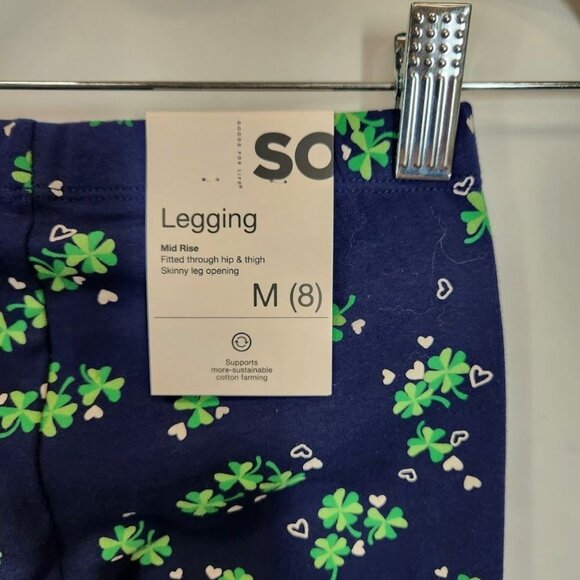 GOODS FOR LIFE®
SO
Legging
Mid Rise
Fitted through hip & thigh
Skinny leg opening
M (8)
Supports
more-sustainable
cotton farming